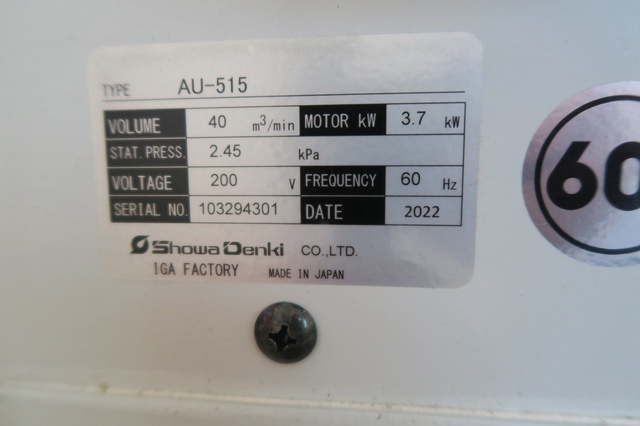 TYPE AU-515
VOLUME 40 m³/min MOTOR kW 3.7 kW
STAT. PRESS. 2.45 kPa
VOLTAGE 200 V FREQUENCY 60 Hz
SERIAL NO. 103294301 DATE 2022
Showa Denki CO.,LTD.
IGA FACTORY MADE IN JAPAN
60